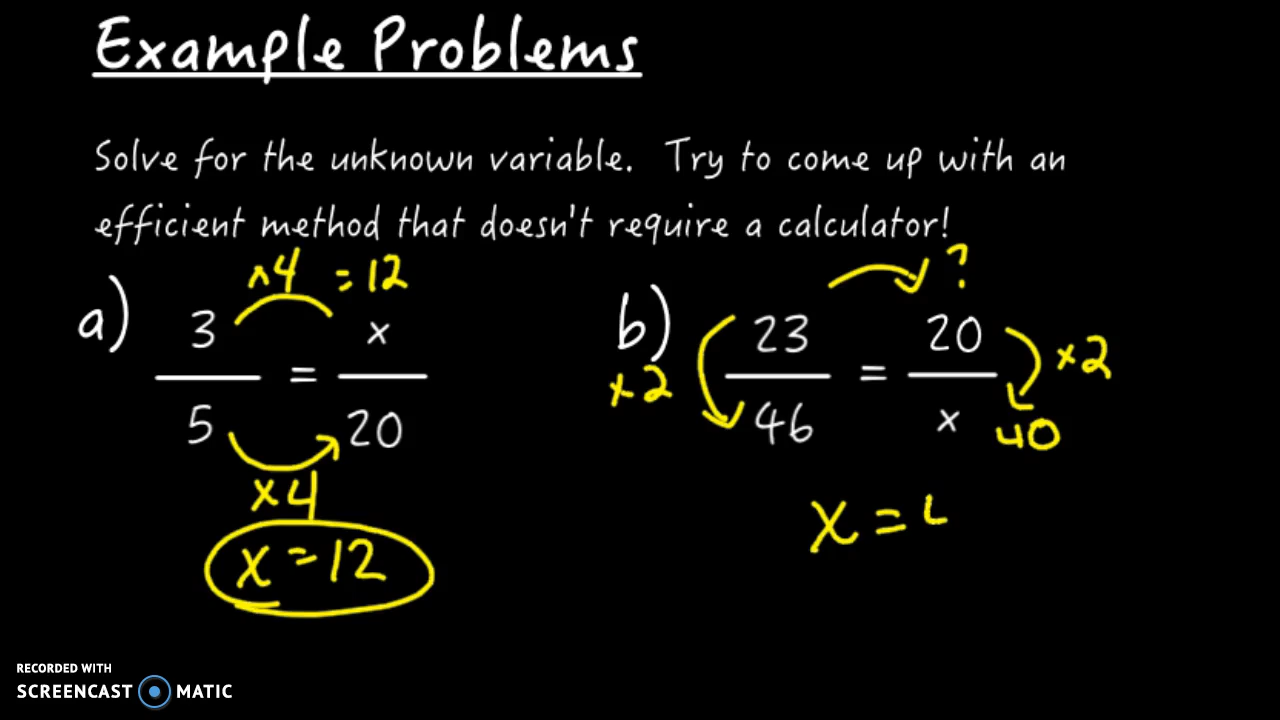 Example Problems
Solve for the unknown variable. Try to come up with an
efficient method that doesn't require a calculator!
a) 3/5 = x/20
×4 = 12
×4
x = 12
b) 23/46 = 20/x
?
×2
×2
40
x = 4
RECORDED WITH
SCREENCAST MATIC